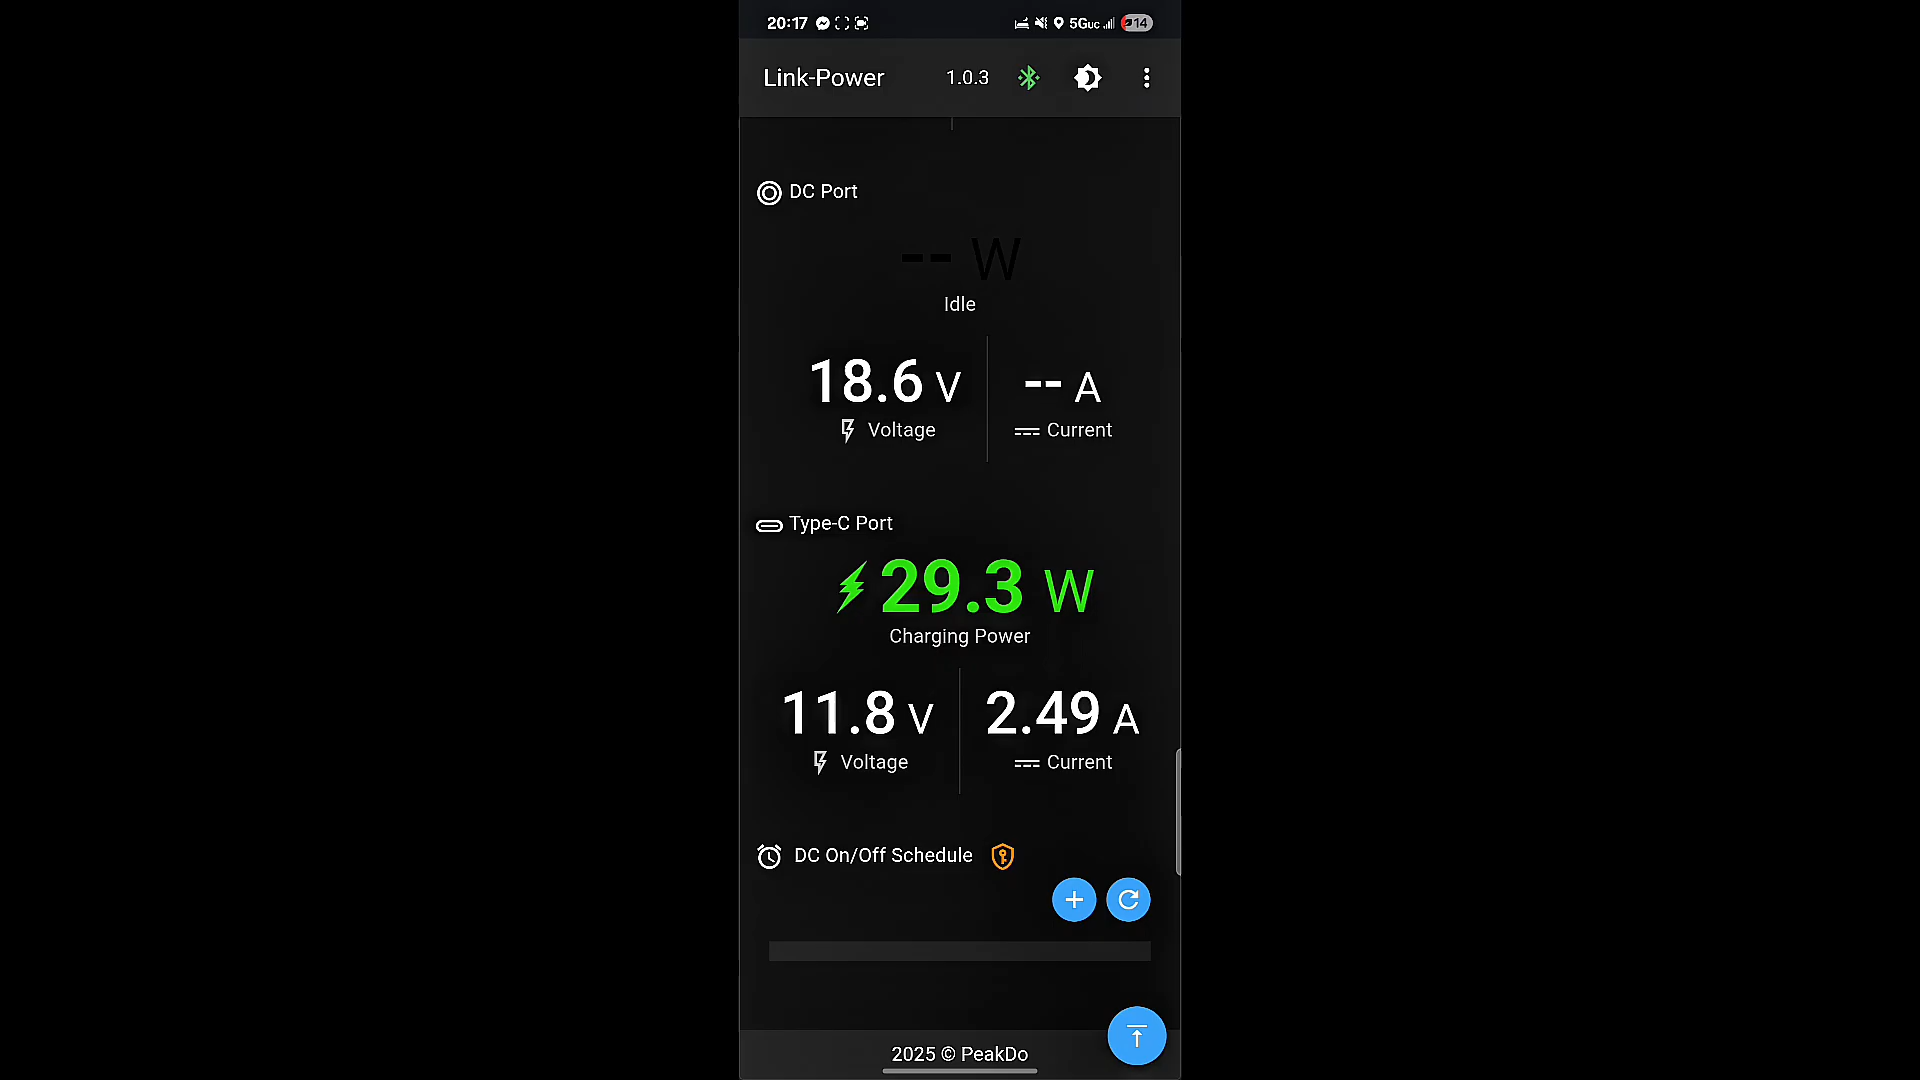 20:17 5Guc 14
Link-Power 1.0.3
DC Port
-- W
Idle
18.6 V -- A
Voltage Current
Type-C Port
29.3 W
Charging Power
11.8 V 2.49 A
Voltage Current
DC On/Off Schedule
2025 © PeakDo